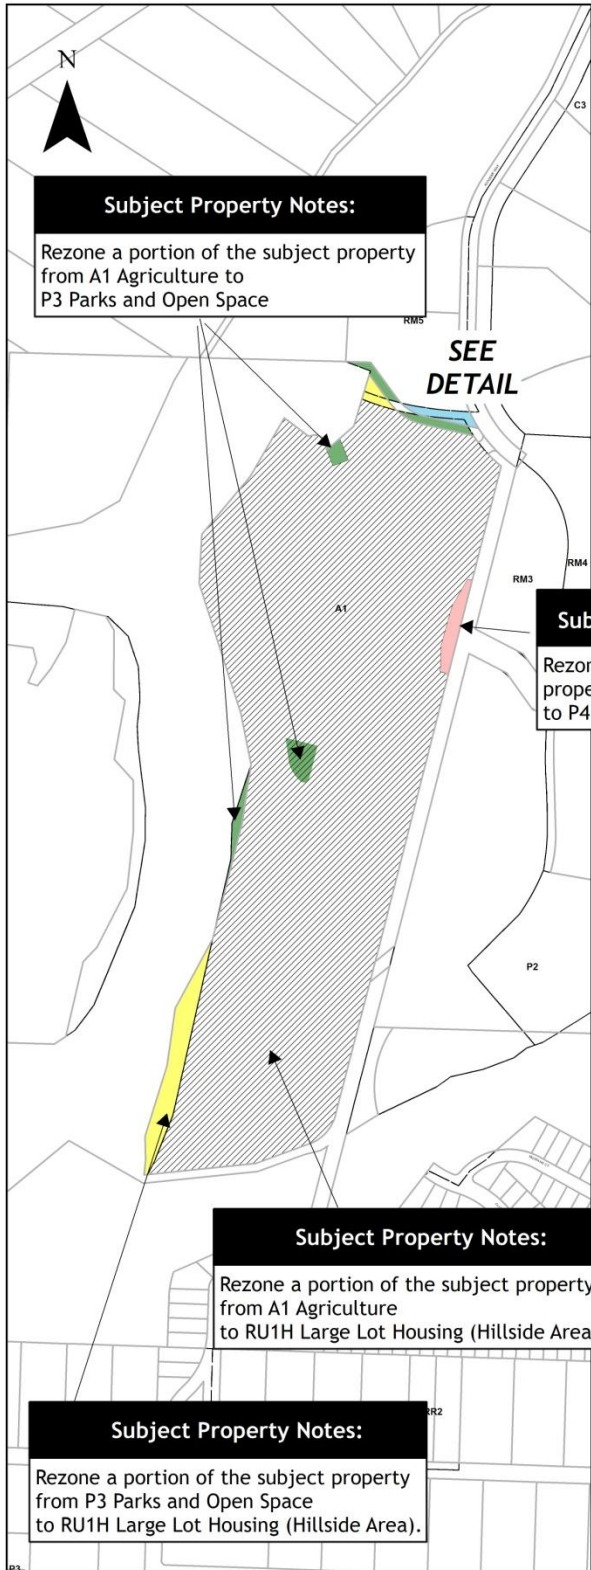 N
C3
Subject Property Notes:
Rezone a portion of the subject property
from A1 Agriculture to
P3 Parks and Open Space
RM5
SEE
DETAIL
A1
RM3
RM4
Sub
Rezon
prope
to P4
P2
Subject Property Notes:
Rezone a portion of the subject property
from A1 Agriculture
to RU1H Large Lot Housing (Hillside Area
Subject Property Notes:
RR2
Rezone a portion of the subject property
from P3 Parks and Open Space
to RU1H Large Lot Housing (Hillside Area).
P3